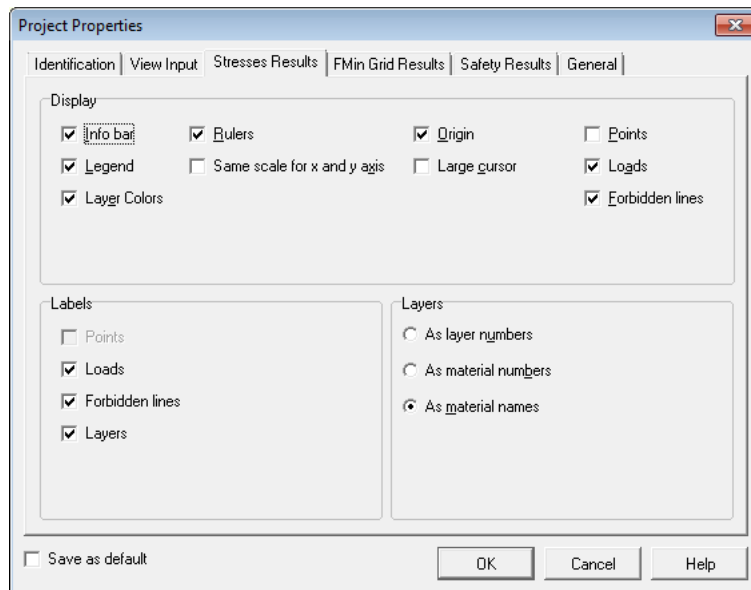 Project Properties
Identification View Input Stresses Results FMin Grid Results Safety Results General
Display
Info bar Rulers Origin Points
Legend Same scale for x and y axis Large cursor Loads
Layer Colors Forbidden lines
Labels Layers
Points As layer numbers
Loads As material numbers
Forbidden lines As material names
Layers
Save as default OK Cancel Help